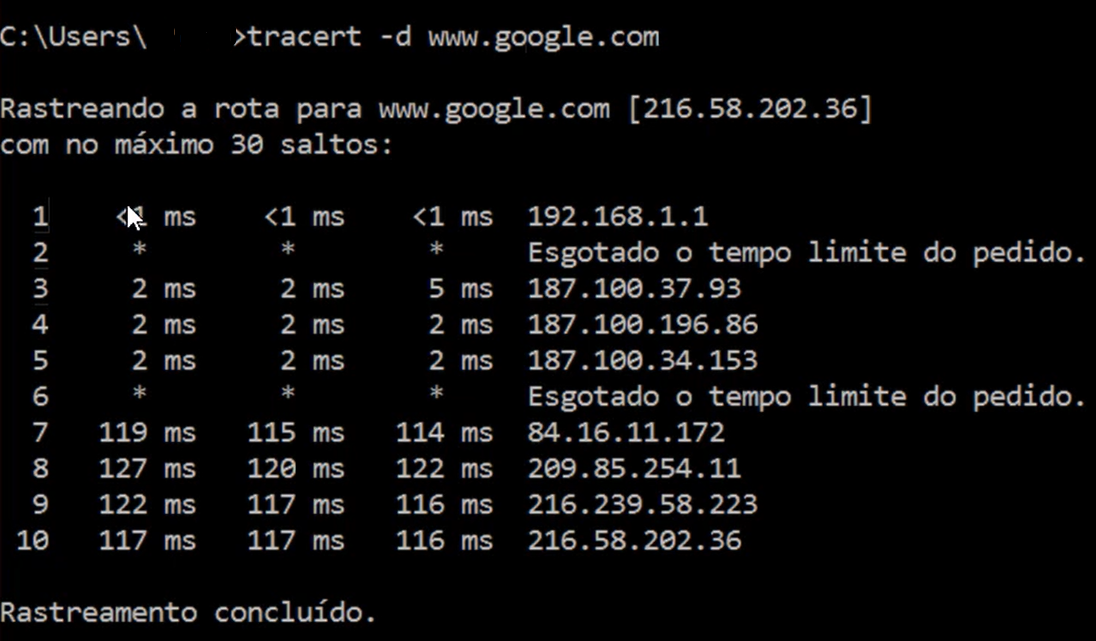 C:\Users\ >tracert -d www.google.com
Rastreando a rota para www.google.com [216.58.202.36]
com no máximo 30 saltos:
1 <1 ms <1 ms <1 ms 192.168.1.1
2 * * * Esgotado o tempo limite do pedido.
3 2 ms 2 ms 5 ms 187.100.37.93
4 2 ms 2 ms 2 ms 187.100.196.86
5 2 ms 2 ms 2 ms 187.100.34.153
6 * * * Esgotado o tempo limite do pedido.
7 119 ms 115 ms 114 ms 84.16.11.172
8 127 ms 120 ms 122 ms 209.85.254.11
9 122 ms 117 ms 116 ms 216.239.58.223
10 117 ms 117 ms 116 ms 216.58.202.36
Rastreamento concluído.